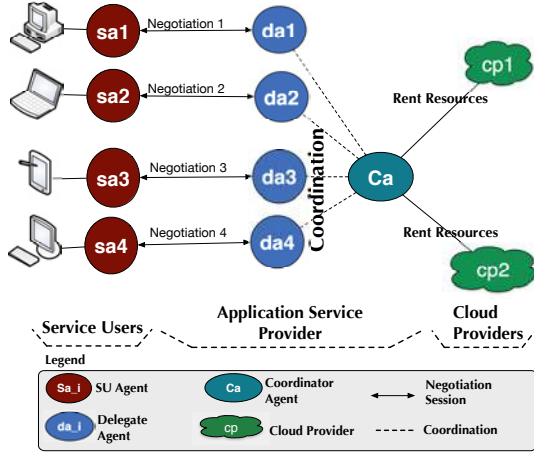 sa1
Negotiation 1
da1
cp1
sa2
Negotiation 2
da2
Rent Resources
sa3
Negotiation 3
da3
Coordination
Ca
sa4
Negotiation 4
da4
Rent Resources
cp2
Service Users
Application Service
Provider
Cloud
Providers
Legend
Sa_i
SU Agent
Ca
Coordinator
Agent
Negotiation
Session
da_i
Delegate
Agent
cp
Cloud Provider
Coordination